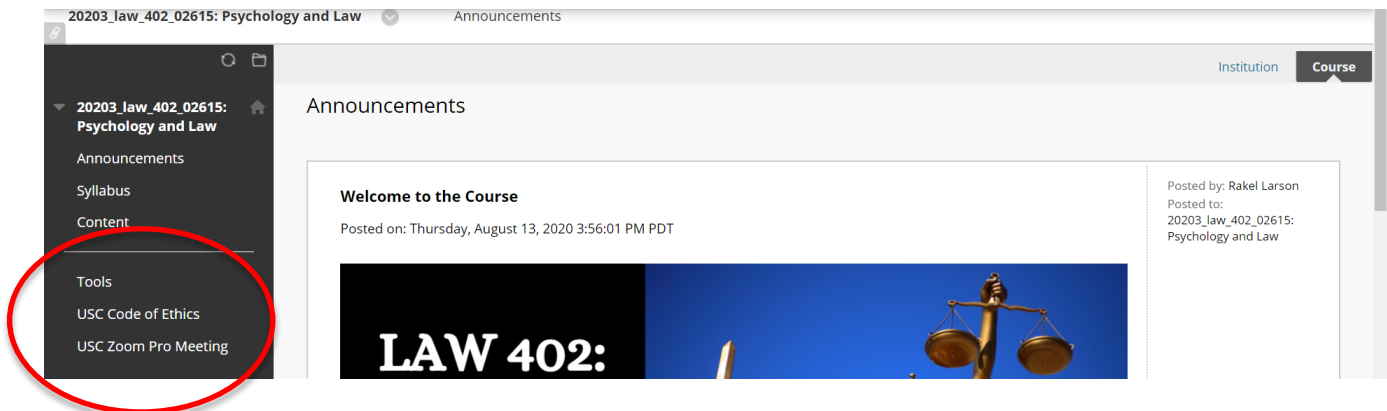 20203_law_402_02615: Psychology and Law
Announcements
Institution
Course
20203_law_402_02615:
Psychology and Law
Announcements
Syllabus
Content
Tools
USC Code of Ethics
USC Zoom Pro Meeting
Announcements
Welcome to the Course
Posted on: Thursday, August 13, 2020 3:56:01 PM PDT
LAW 402:
Posted by: Rakel Larson
Posted to:
20203_law_402_02615:
Psychology and Law